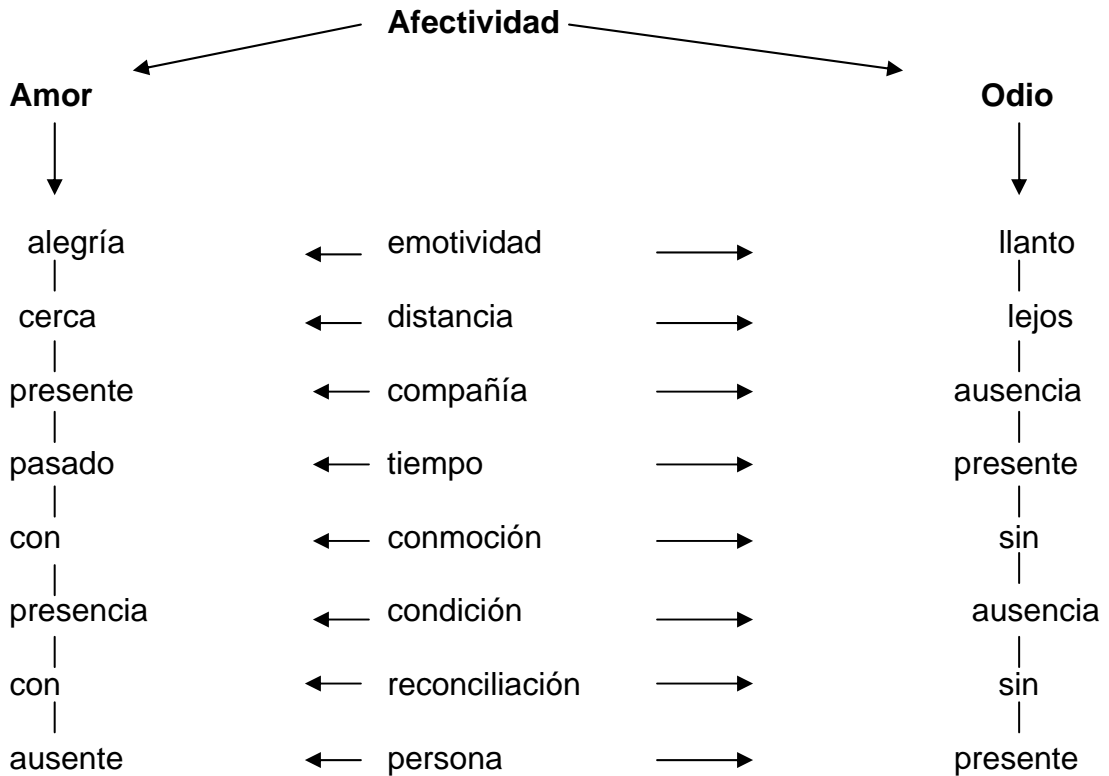 Afectividad
Amor Odio
alegría emotividad llanto
cerca distancia lejos
presente compañía ausencia
pasado tiempo presente
con conmoción sin
presencia condición ausencia
con reconciliación sin
ausente persona presente